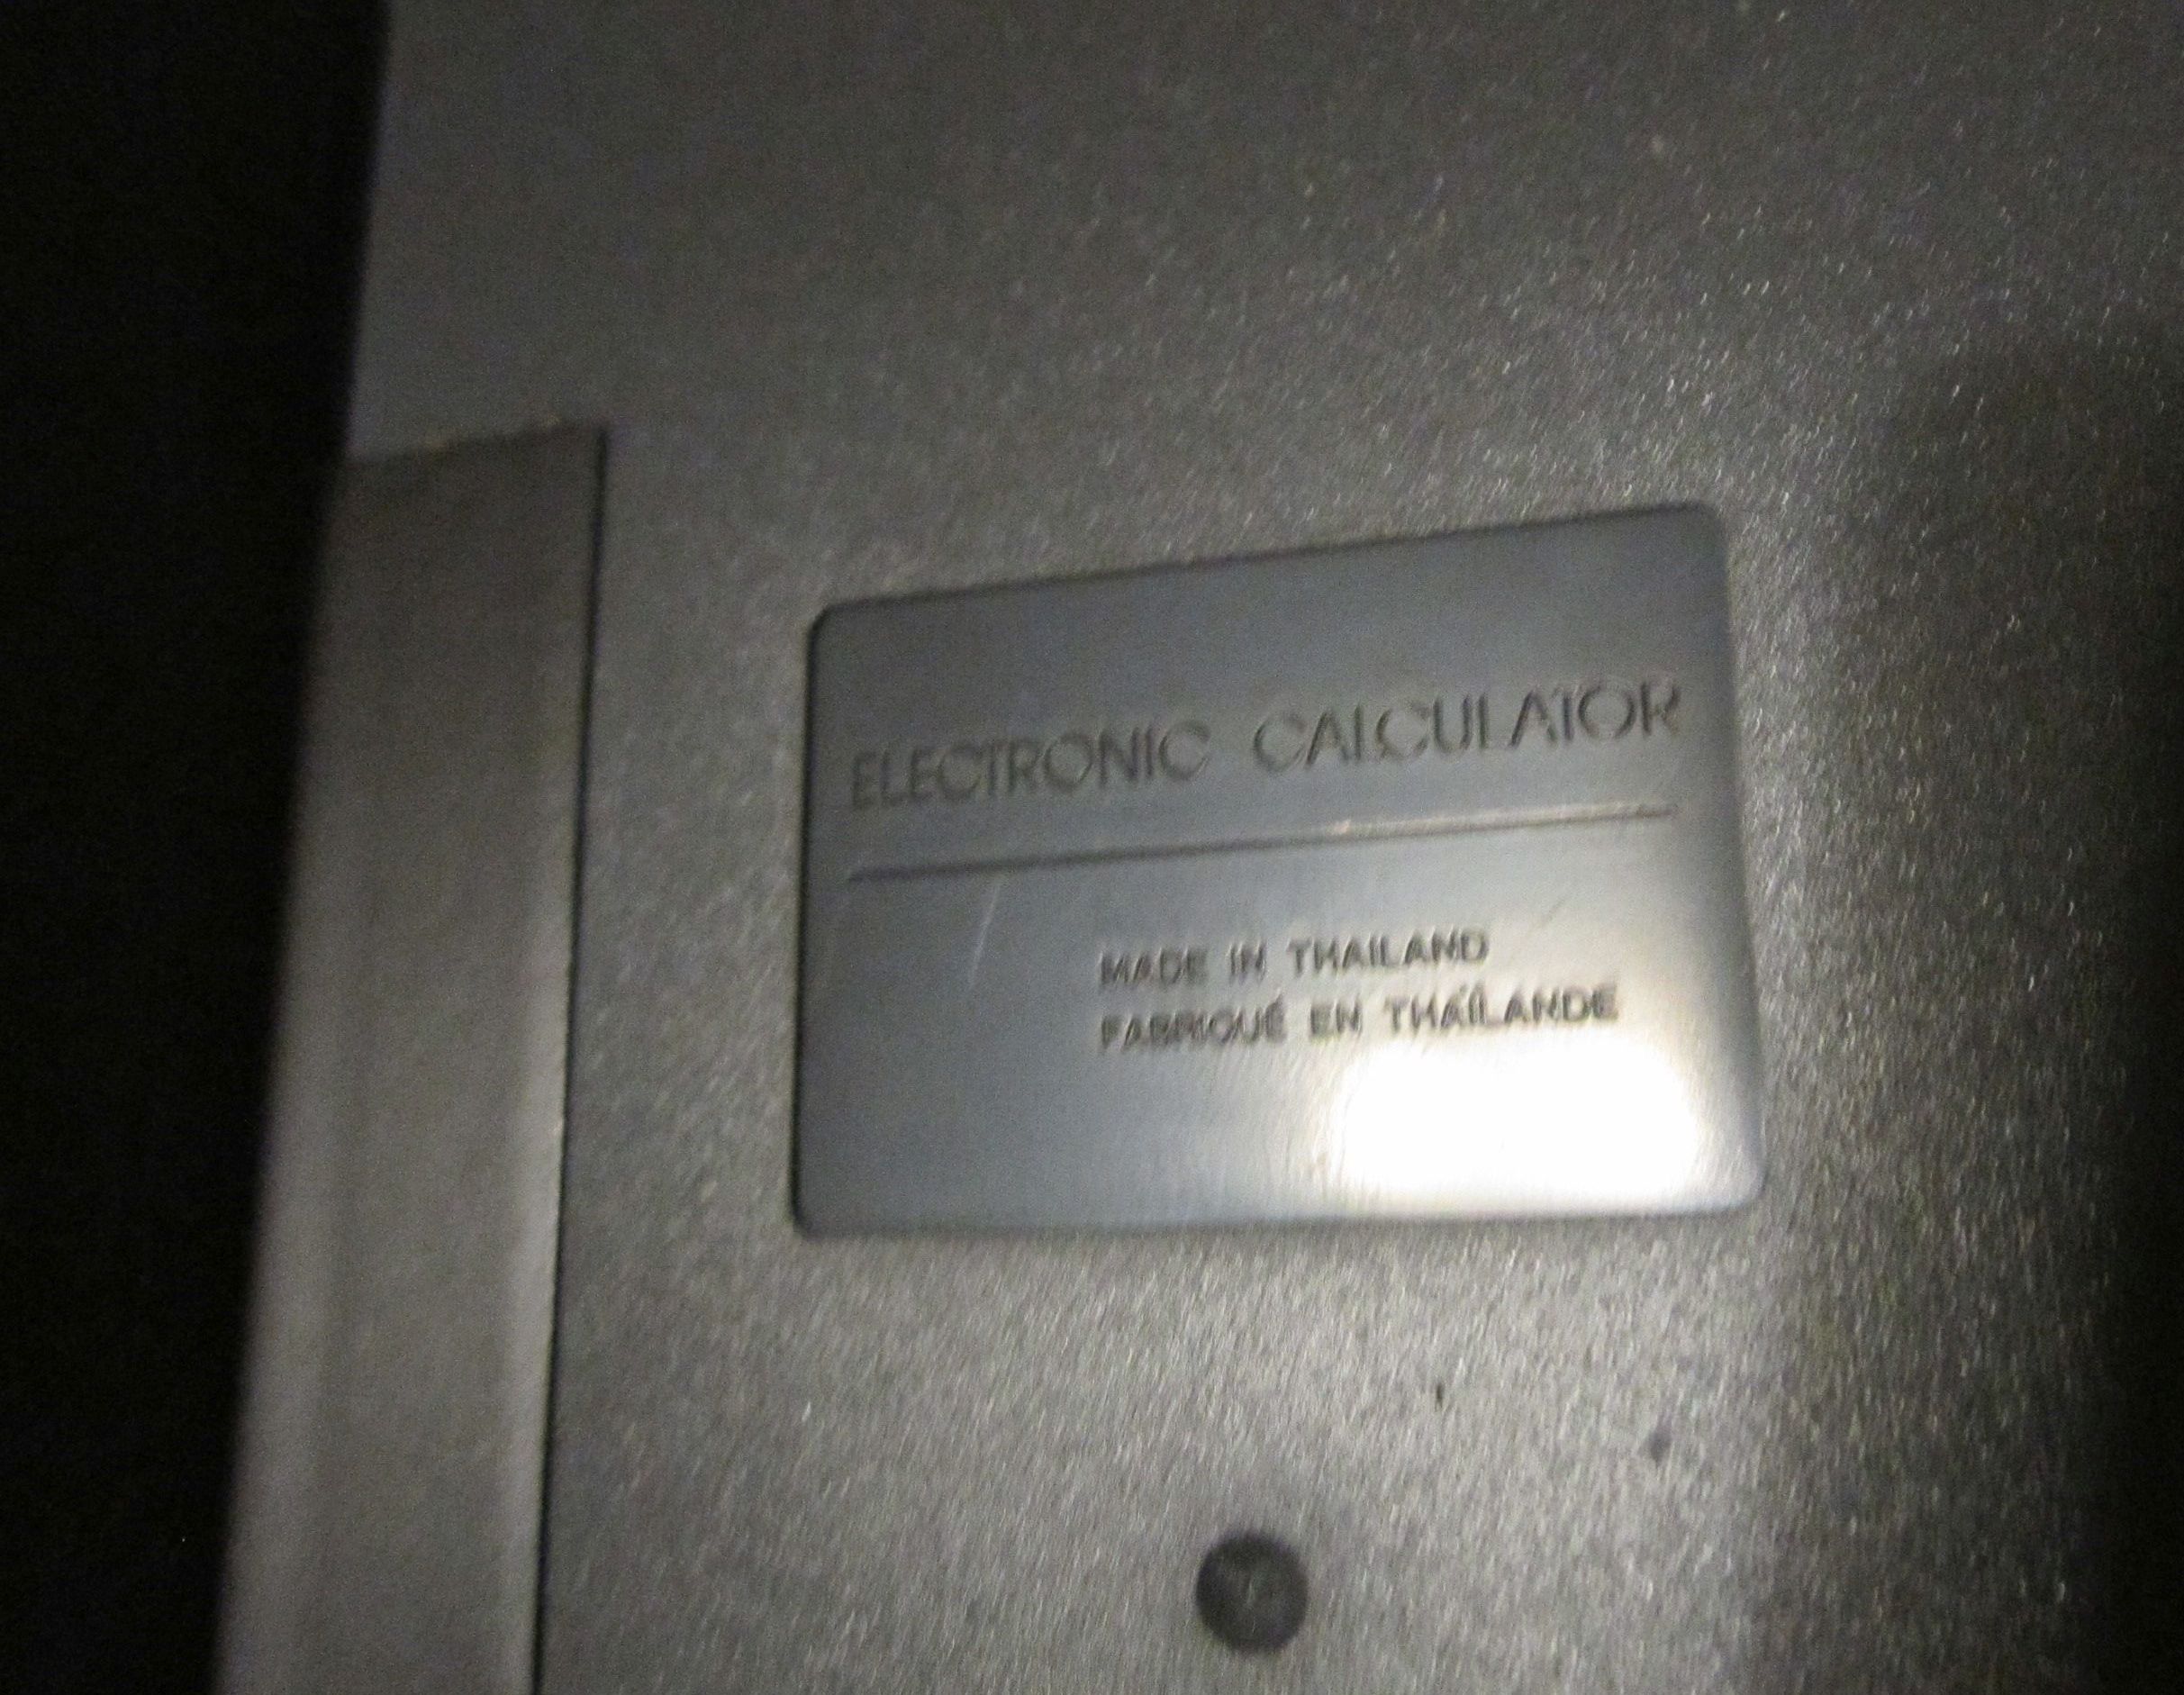 ELECTRONIC CALCULATOR
MADE IN THAILAND
FABRIQUÉ EN THAÏLANDE